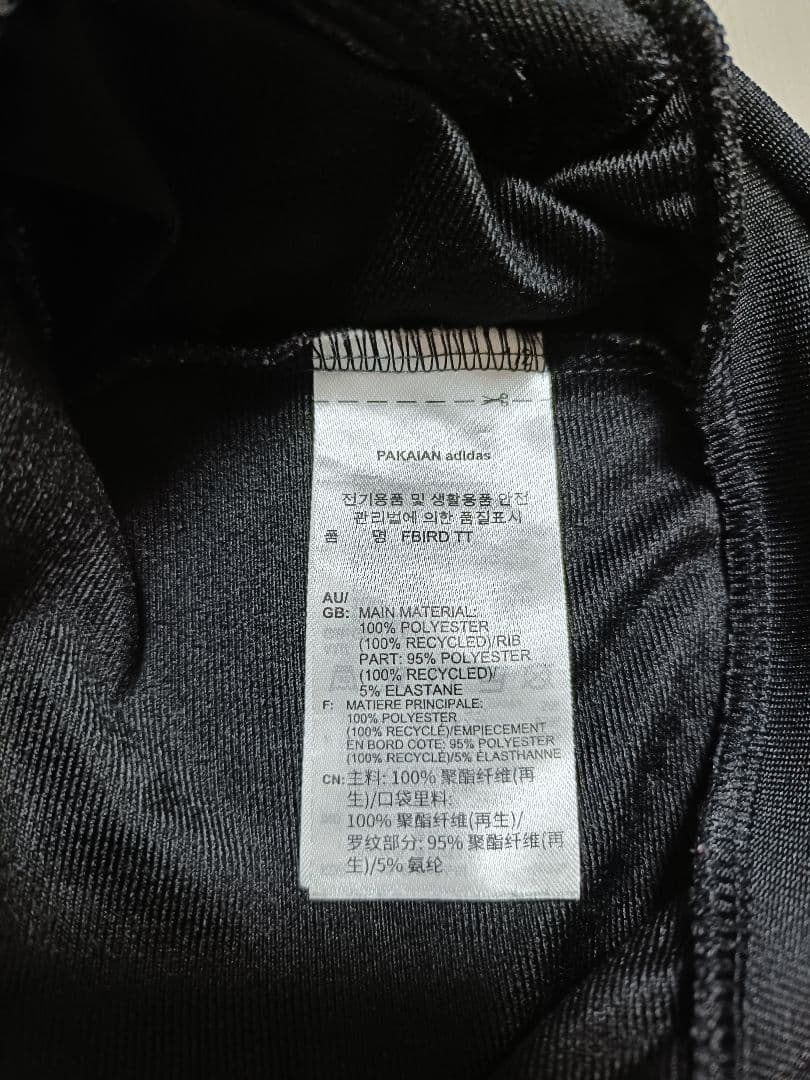 PAKAIAN adidas
전기용품 및 생활용품 안전
관리법에 의한 품질표시
품 명 FBIRD TT
AU/
GB: MAIN MATERIAL:
100% POLYESTER
(100% RECYCLED)/RIB
PART: 95% POLYESTER
(100% RECYCLED)/
5% ELASTANE
F: MATIERE PRINCIPALE:
100% POLYESTER
(100% RECYCLÉ)/EMPIECEMENT
EN BORD COTE: 95% POLYESTER
(100% RECYCLÉ)/5% ÉLASTHANNE
CN: 主料: 100% 聚酯纤维(再
生)/口袋里料:
100% 聚酯纤维(再生)/
罗纹部分: 95% 聚酯纤维(再
生)/5% 氨纶